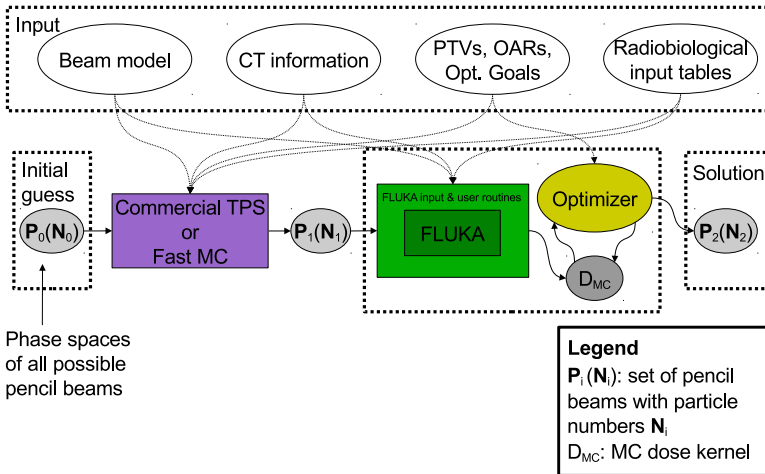 Input
Beam model
CT information
PTVs, OARs,
Opt. Goals
Radiobiological
input tables
Initial
guess
P₀(N₀)
Commercial TPS
or
Fast MC
P₁(N₁)
FLUKA input & user routines
FLUKA
Optimizer
D_MC
Solution
P₂(N₂)
Phase spaces
of all possible
pencil beams
Legend
Pᵢ(Nᵢ): set of pencil
beams with particle
numbers Nᵢ
D_MC: MC dose kernel